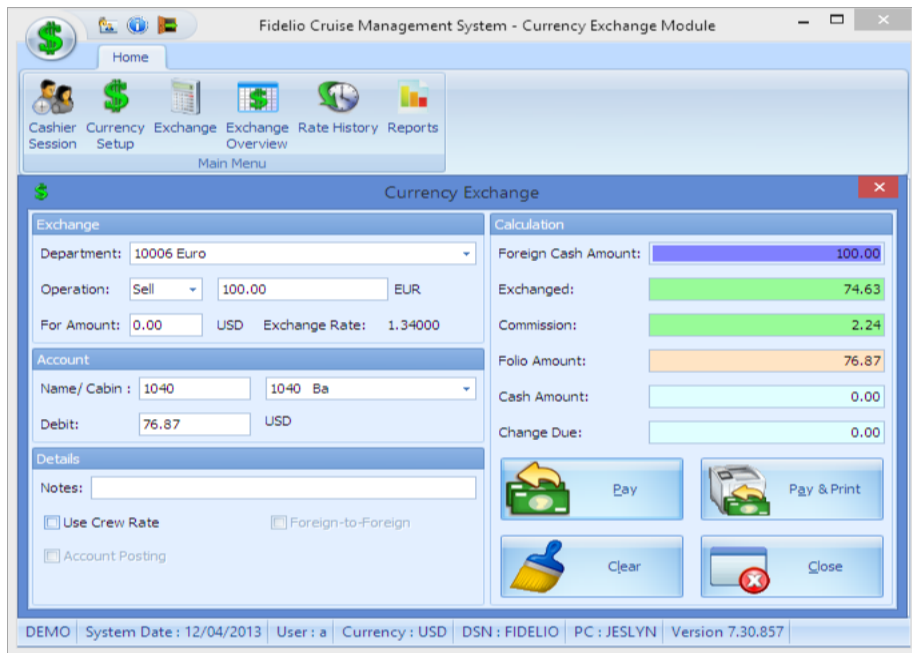 Fidelio Cruise Management System - Currency Exchange Module
Home
Cashier Session
Currency Setup
Exchange
Exchange Overview
Rate History
Reports
Main Menu
Currency Exchange
Exchange
Department: 10006 Euro
Operation: Sell 100.00 EUR
For Amount: 0.00 USD Exchange Rate: 1.34000
Account
Name/ Cabin : 1040 1040 Ba
Debit: 76.87 USD
Details
Notes:
Use Crew Rate Foreign-to-Foreign
Account Posting
Calculation
Foreign Cash Amount: 100.00
Exchanged: 74.63
Commission: 2.24
Folio Amount: 76.87
Cash Amount: 0.00
Change Due: 0.00
Pay Pay & Print
Clear Close
DEMO System Date : 12/04/2013 User : a Currency : USD DSN : FIDELIO PC : JESLYN Version 7.30.857